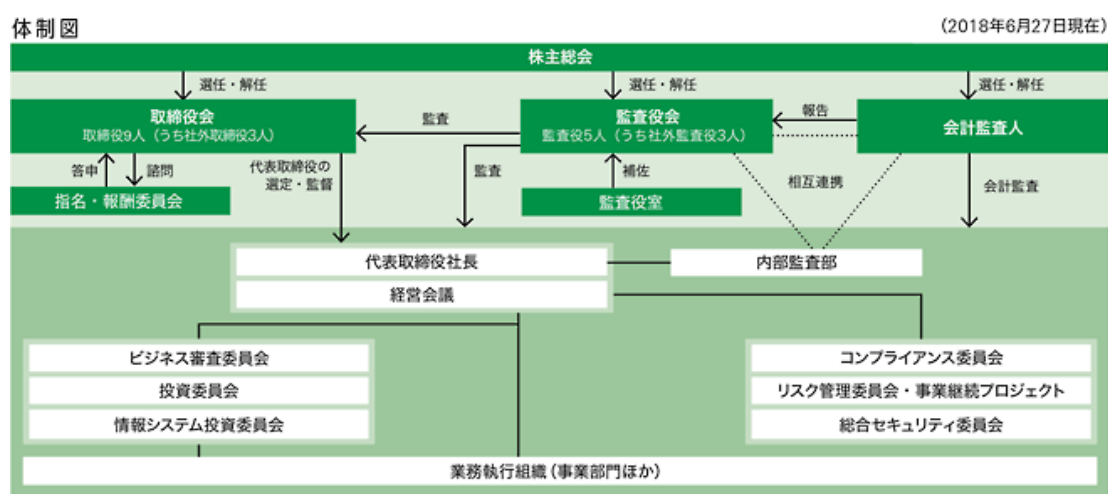 体制図
(2018年6月27日現在)
株主総会
選任・解任
選任・解任
選任・解任
取締役会
取締役9人（うち社外取締役3人）
監査
監査役会
監査役5人（うち社外監査役3人）
報告
会計監査人
答申
諮問
代表取締役の
選定・監督
監査
補佐
相互連携
会計監査
指名・報酬委員会
監査役室
代表取締役社長
内部監査部
経営会議
ビジネス審査委員会
投資委員会
情報システム投資委員会
コンプライアンス委員会
リスク管理委員会・事業継続プロジェクト
総合セキュリティ委員会
業務執行組織（事業部門ほか）